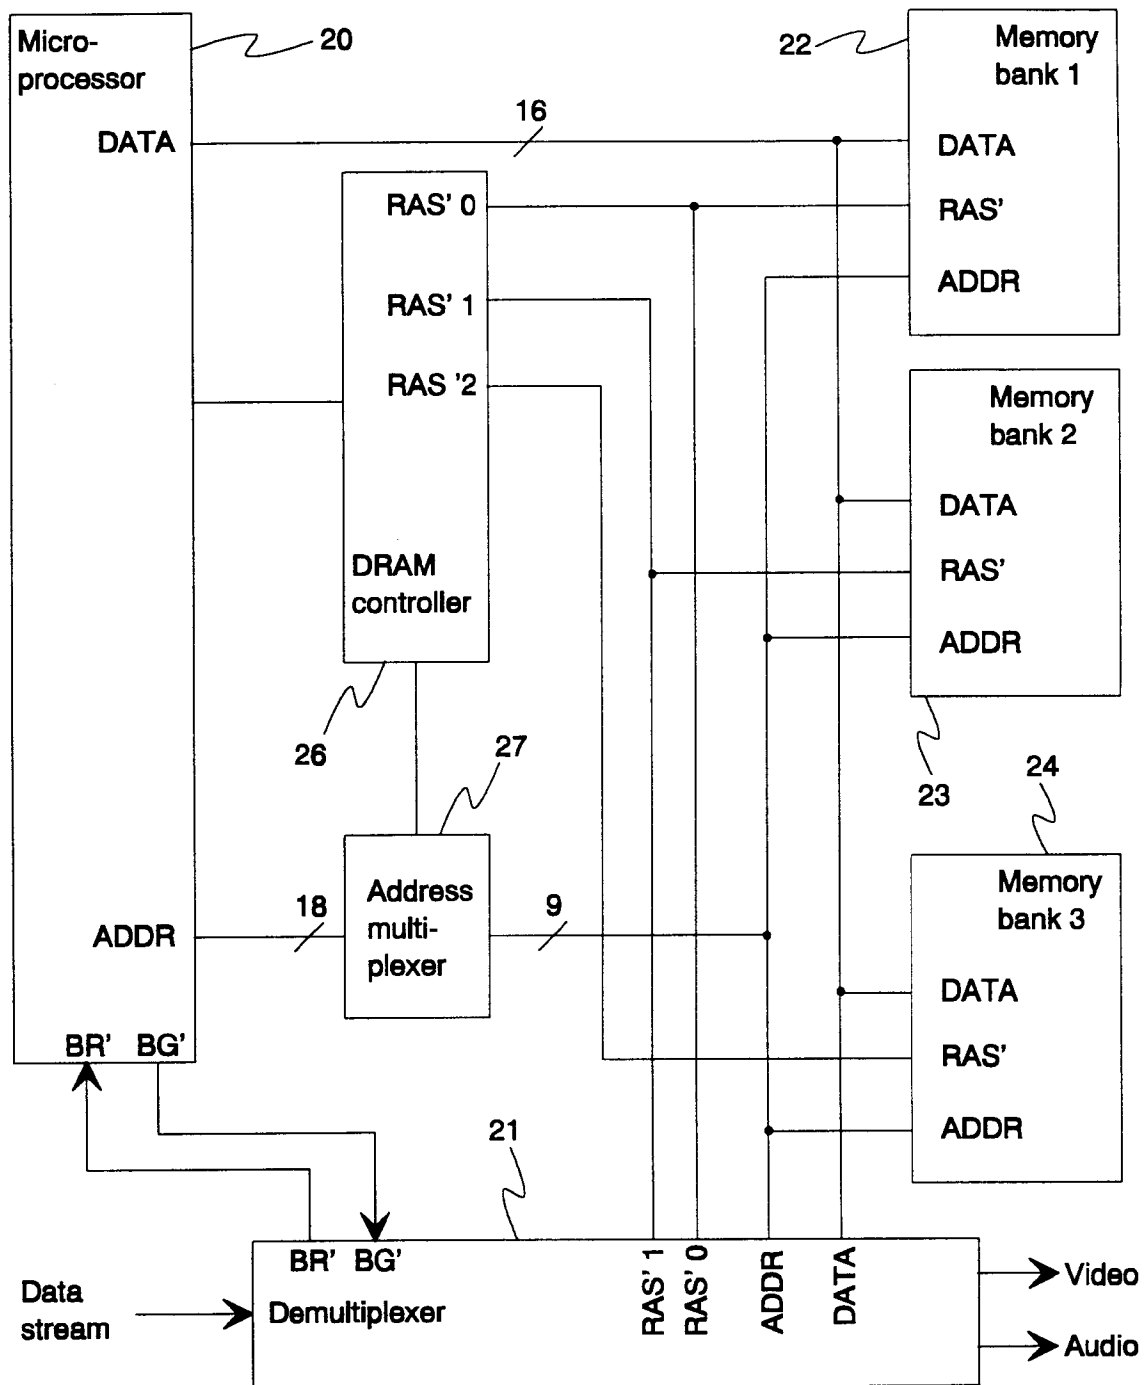 Micro-
processor
20
DATA
16
22
Memory
bank 1
DATA
RAS'
ADDR
RAS' 0
RAS' 1
RAS '2
DRAM
controller
26
Memory
bank 2
DATA
RAS'
ADDR
23
27
24
Address
multi-
plexer
ADDR
18
9
Memory
bank 3
DATA
RAS'
ADDR
BR' BG'
21
BR' BG'
RAS' 1
RAS' 0
ADDR
DATA
Data
stream
Demultiplexer
Video
Audio